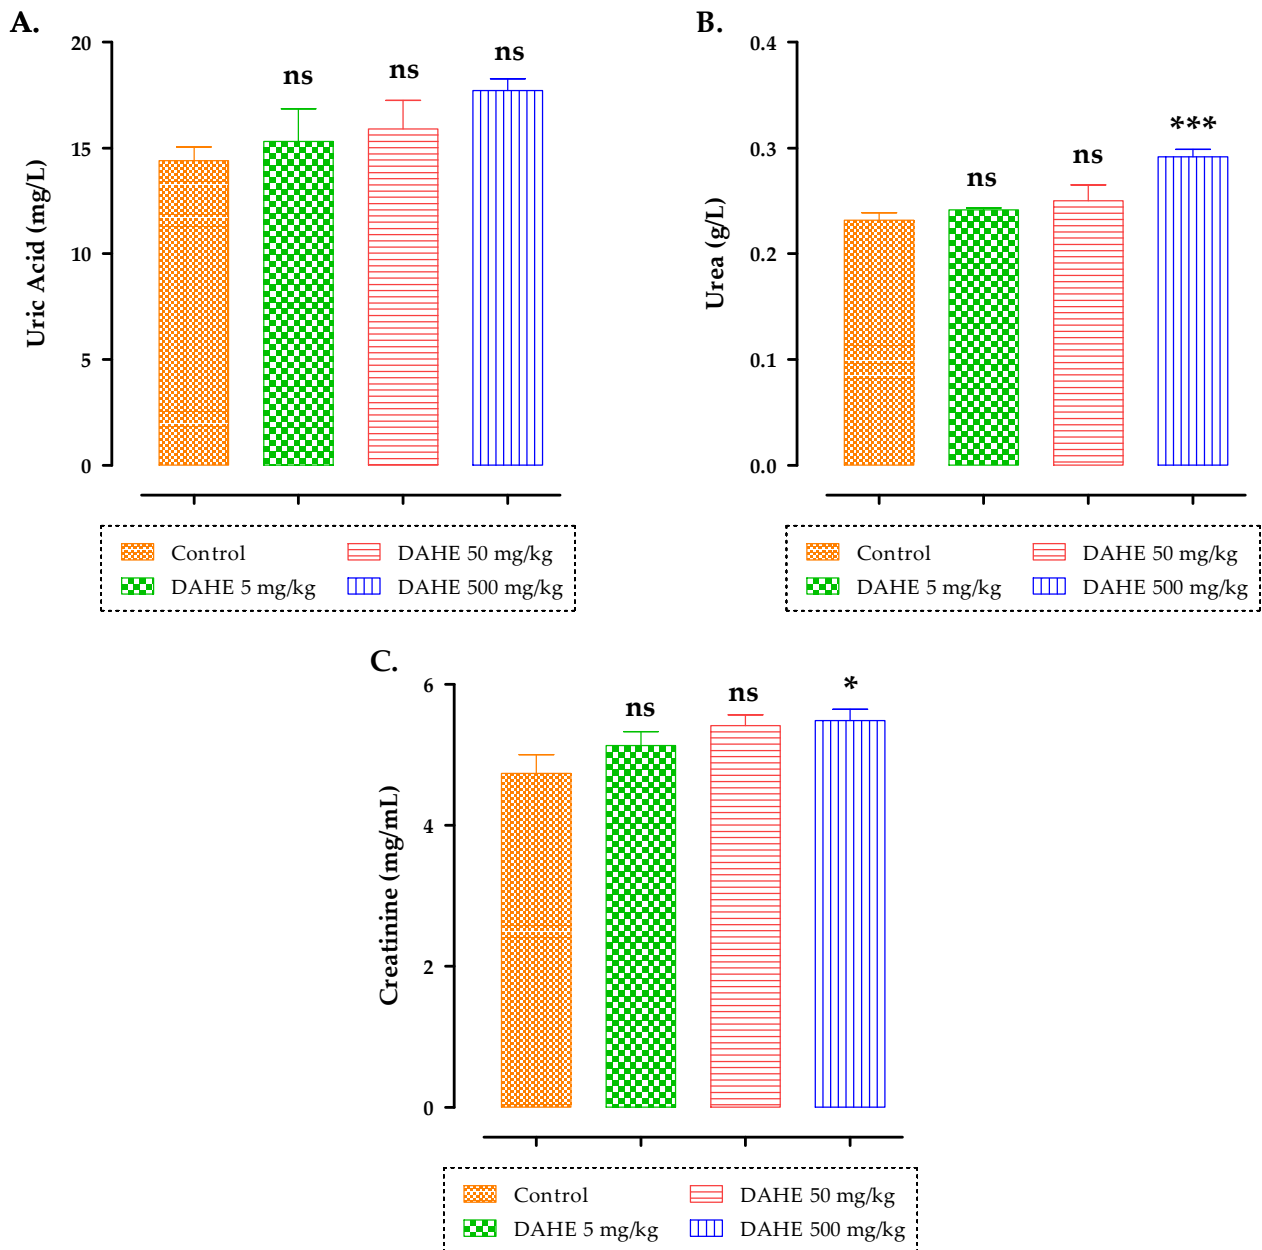 A.
Uric Acid (mg/L)
20
15
10
5
0
ns
ns
ns
Control
DAHE 50 mg/kg
DAHE 5 mg/kg
DAHE 500 mg/kg
B.
Urea (g/L)
0.4
0.3
0.2
0.1
0.0
ns
ns
***
Control
DAHE 50 mg/kg
DAHE 5 mg/kg
DAHE 500 mg/kg
C.
Creatinine (mg/mL)
6
4
2
0
ns
ns
*
Control
DAHE 50 mg/kg
DAHE 5 mg/kg
DAHE 500 mg/kg